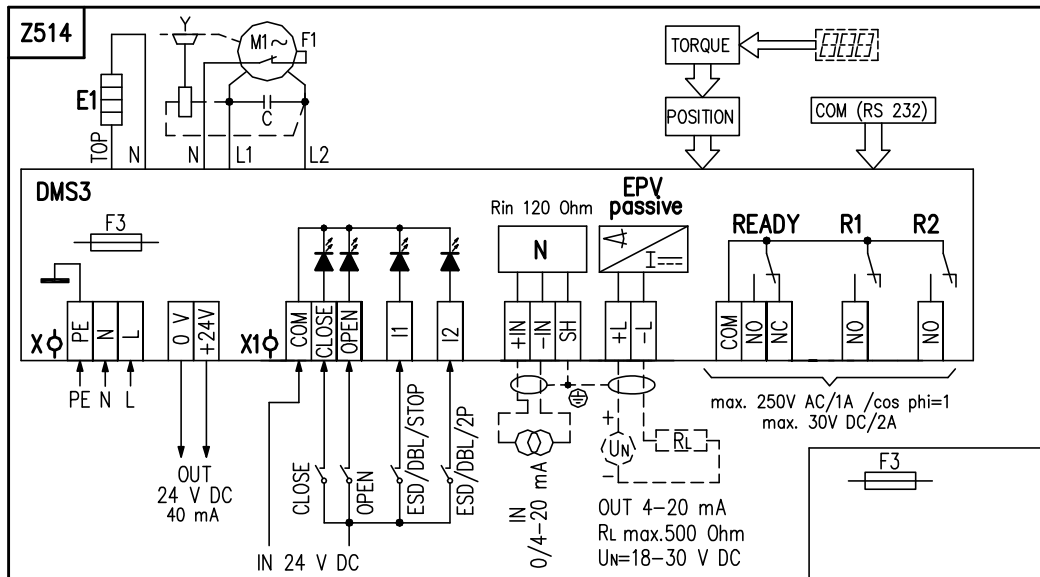 Z514
Y
M1~
F1
E1
C
TOP
N
N
L1
L2
TORQUE
POSITION
COM (RS 232)
DMS3
F3
Rin 120 Ohm
N
EPV
passive
I
READY
R1
R2
X
PE
N
L
0 V
+24V
X1
COM
CLOSE
OPEN
I1
I2
+IN
-IN
SH
+L
-L
COM
NO
NC
NO
NO
PE N L
OUT
24 V DC
40 mA
CLOSE
OPEN
ESD/DBL/STOP
ESD/DBL/2P
IN 24 V DC
IN
0/4-20 mA
+
UN
-
RL
OUT 4-20 mA
RL max.500 Ohm
UN=18-30 V DC
max. 250V AC/1A /cos phi=1
max. 30V DC/2A
F3